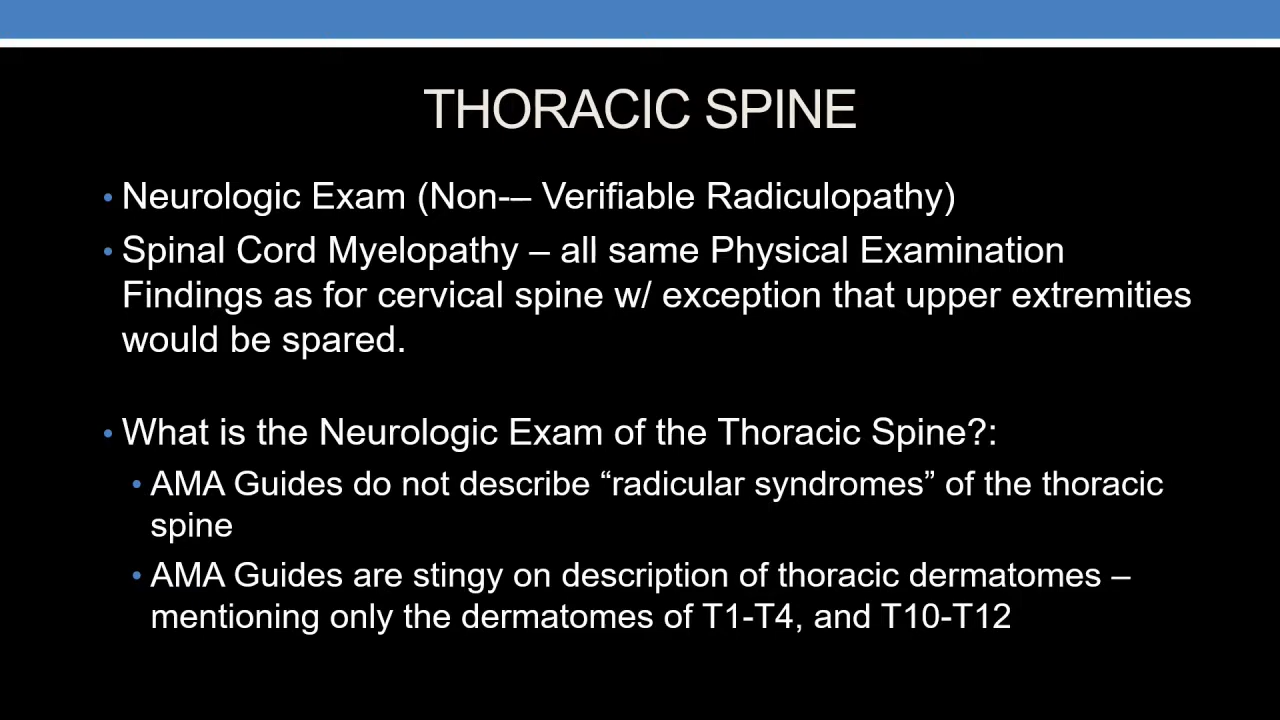 THORACIC SPINE
• Neurologic Exam (Non-– Verifiable Radiculopathy)
• Spinal Cord Myelopathy – all same Physical Examination
Findings as for cervical spine w/ exception that upper extremities
would be spared.
• What is the Neurologic Exam of the Thoracic Spine?:
• AMA Guides do not describe “radicular syndromes” of the thoracic
spine
• AMA Guides are stingy on description of thoracic dermatomes –
mentioning only the dermatomes of T1-T4, and T10-T12